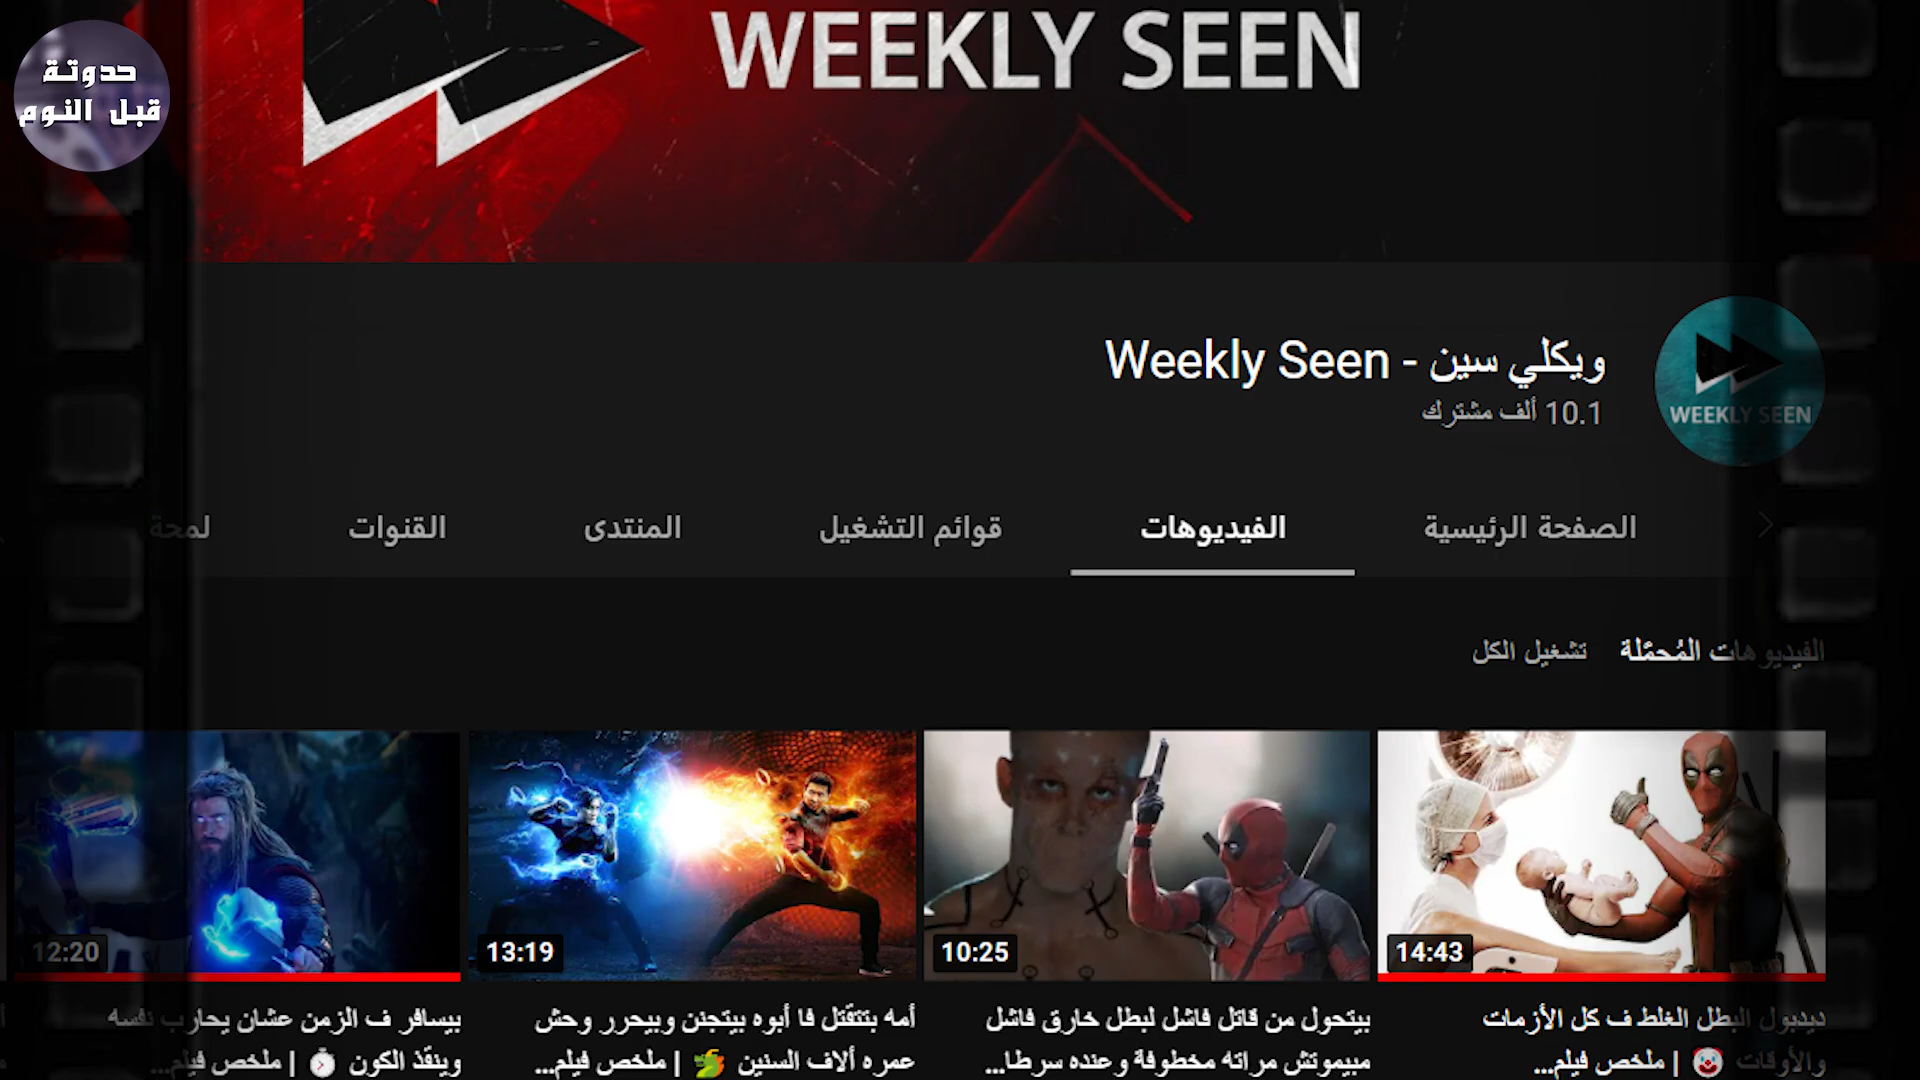 حدوتة
قبل النوم
WEEKLY SEEN
ويكلي سين - Weekly Seen
10.1 ألف مشترك
WEEKLY SEEN
الصفحة الرئيسية
الفيديوهات
قوائم التشغيل
المنتدى
القنوات
لمحة
الفيديوهات المُحمّلة
تشغيل الكل
14:43
10:25
13:19
12:20
ديدبول البطل الغلط ف كل الأزمات
والأوقات 🤡 | ملخص فيلم...
بيتحول من قاتل فاشل لبطل خارق فاشل
مبيموتش مراته مخطوفة وعنده سرطا...
أمه بتتقتل فا أبوه بيتجنن وبيحرر وحش
عمره ألاف السنين 🐲 | ملخص فيلم...
بيسافر ف الزمن عشان يحارب نفسه
وينقذ الكون ⏱ | ملخص فيلم...